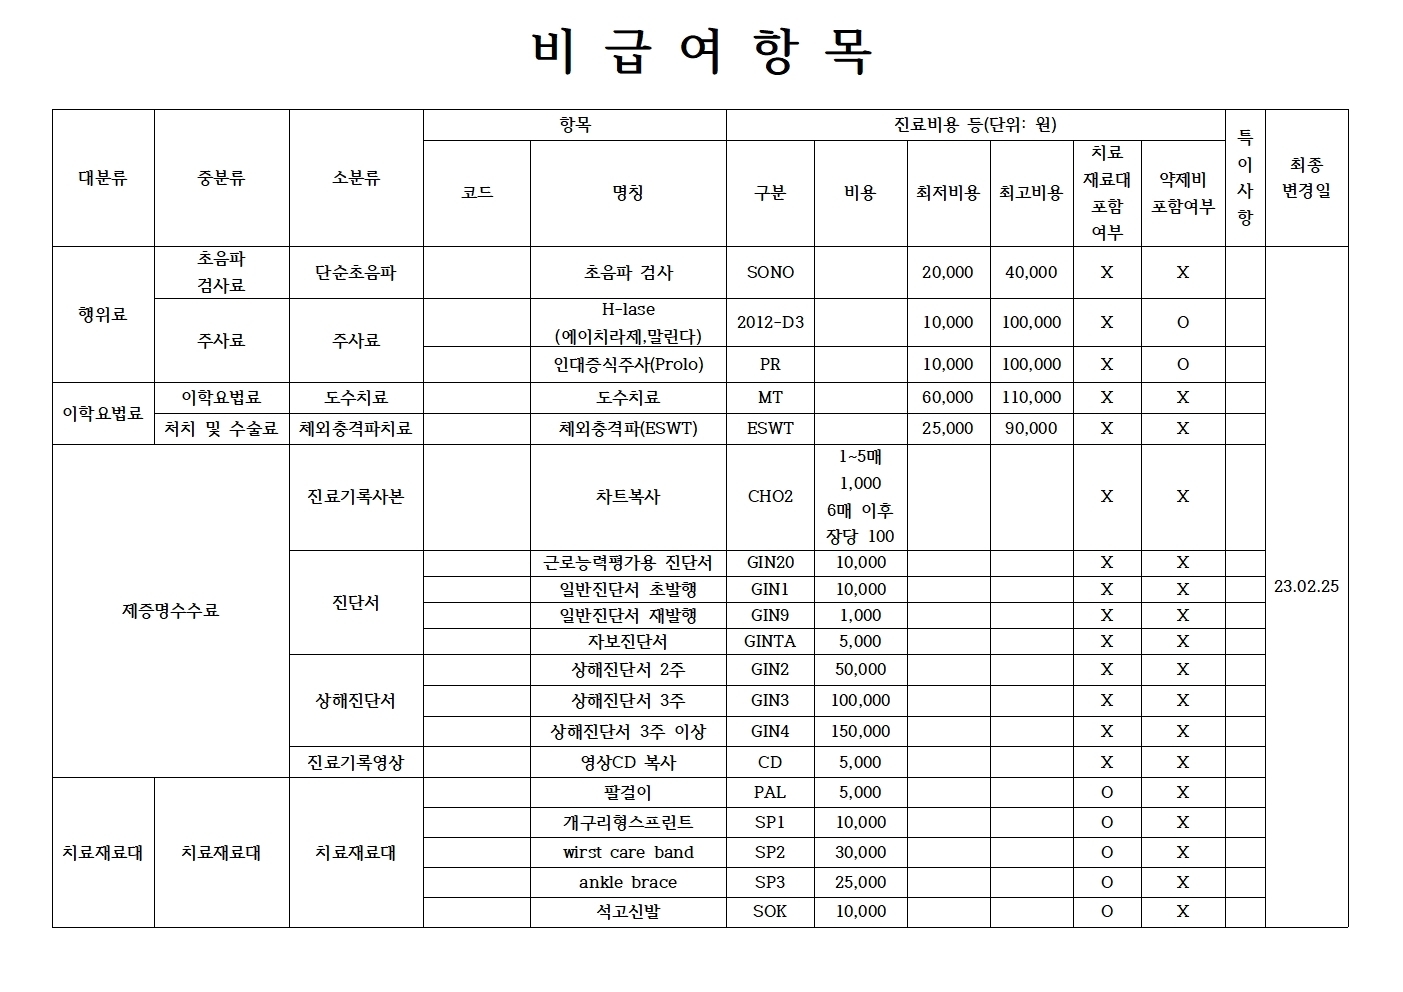 비 급 여 항 목
대분류 중분류 소분류 항목 진료비용 등(단위: 원) 특이사항 최종 변경일
코드 명칭 구분 비용 최저비용 최고비용 치료 재료대 포함 여부 약제비 포함여부
행위료 초음파 검사료 단순초음파 초음파 검사 SONO 20,000 40,000 X X
주사료 주사료 H-lase (에이치라제,말린다) 2012-D3 10,000 100,000 X O
인대증식주사(Prolo) PR 10,000 100,000 X O
이학요법료 이학요법료 도수치료 도수치료 MT 60,000 110,000 X X
처치 및 수술료 체외충격파치료 체외충격파(ESWT) ESWT 25,000 90,000 X X
제증명수수료 진료기록사본 차트복사 CHO2 1~5매 1,000 6매 이후 장당 100 X X
진단서 근로능력평가용 진단서 GIN20 10,000 X X
일반진단서 초발행 GIN1 10,000 X X
일반진단서 재발행 GIN9 1,000 X X
자보진단서 GINTA 5,000 X X
상해진단서 상해진단서 2주 GIN2 50,000 X X
상해진단서 3주 GIN3 100,000 X X
상해진단서 3주 이상 GIN4 150,000 X X
진료기록영상 영상CD 복사 CD 5,000 X X
치료재료대 치료재료대 치료재료대 팔걸이 PAL 5,000 O X
개구리형스프린트 SP1 10,000 O X
wirst care band SP2 30,000 O X
ankle brace SP3 25,000 O X
석고신발 SOK 10,000 O X
23.02.25